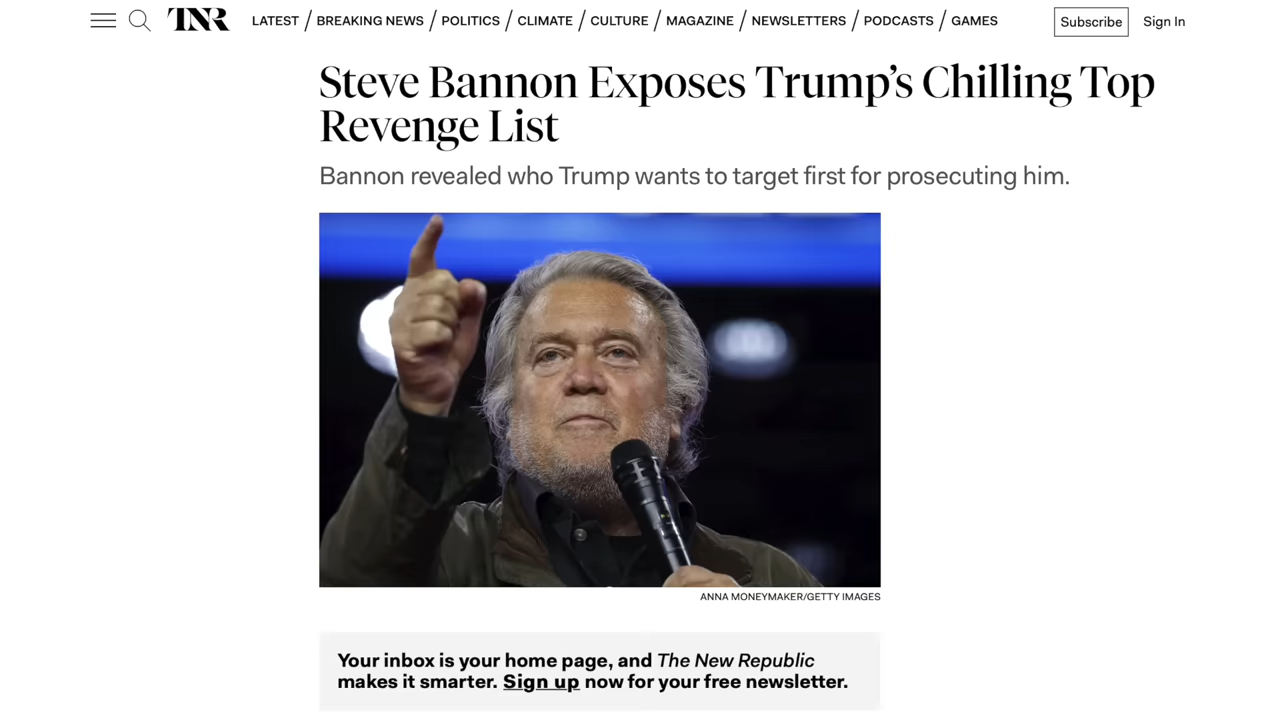 TNR LATEST / BREAKING NEWS / POLITICS / CLIMATE / CULTURE / MAGAZINE / NEWSLETTERS / PODCASTS / GAMES Subscribe Sign In
Steve Bannon Exposes Trump’s Chilling Top
Revenge List
Bannon revealed who Trump wants to target first for prosecuting him.
ANNA MONEYMAKER/GETTY IMAGES
Your inbox is your home page, and The New Republic
makes it smarter. Sign up now for your free newsletter.